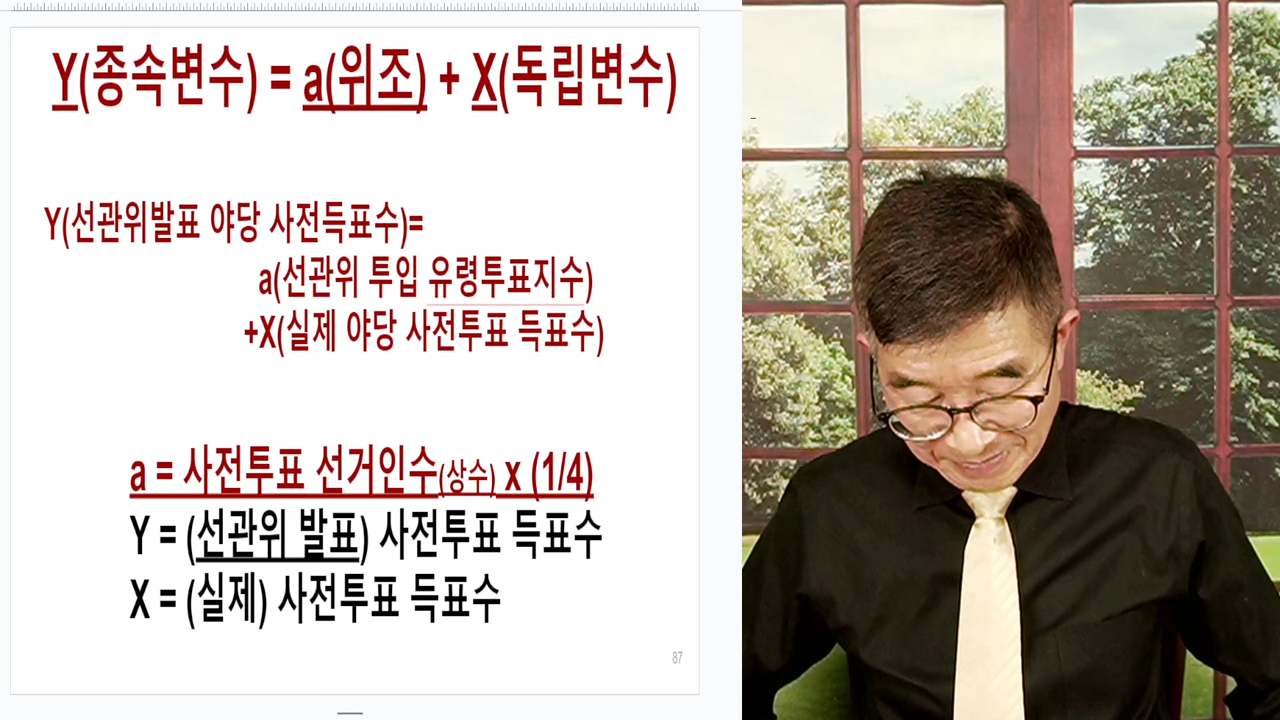 Y(종속변수) = a(위조) + X(독립변수)
Y(선관위발표 야당 사전득표수)=
a(선관위 투입 유령투표지수)
+X(실제 야당 사전투표 득표수)
a = 사전투표 선거인수(상수) x (1/4)
Y = (선관위 발표) 사전투표 득표수
X = (실제) 사전투표 득표수
87